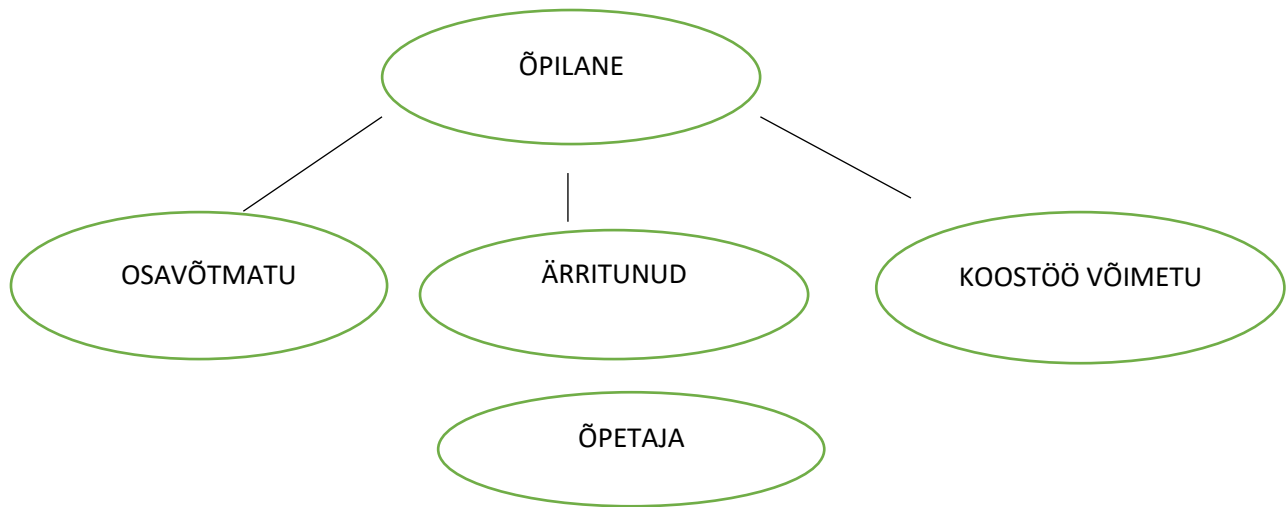 ÕPILANE
OSAVÕTMATU
ÄRRITUNUD
KOOSTÖÖ VÕIMETU
ÕPETAJA